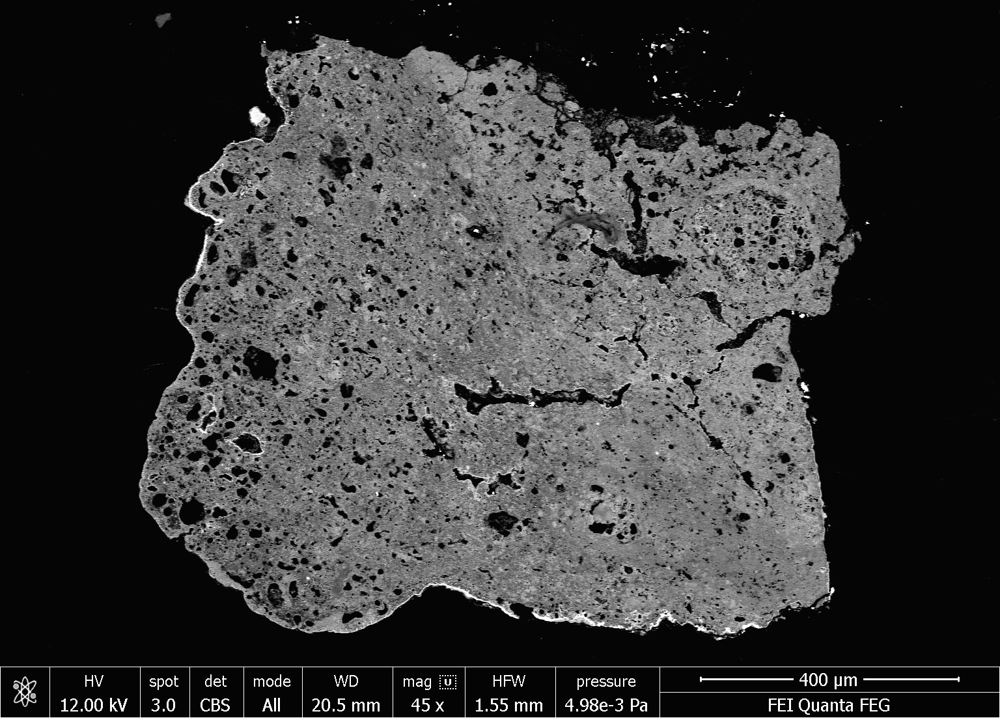 HV spot det mode WD mag HFW pressure 400 µm
12.00 kV 3.0 CBS All 20.5 mm 45 x 1.55 mm 4.98e-3 Pa FEI Quanta FEG